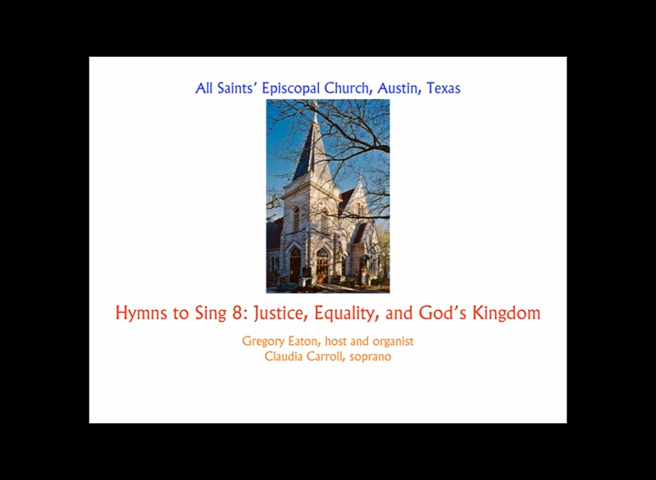 All Saints' Episcopal Church, Austin, Texas
Hymns to Sing 8: Justice, Equality, and God's Kingdom
Gregory Eaton, host and organist
Claudia Carroll, soprano